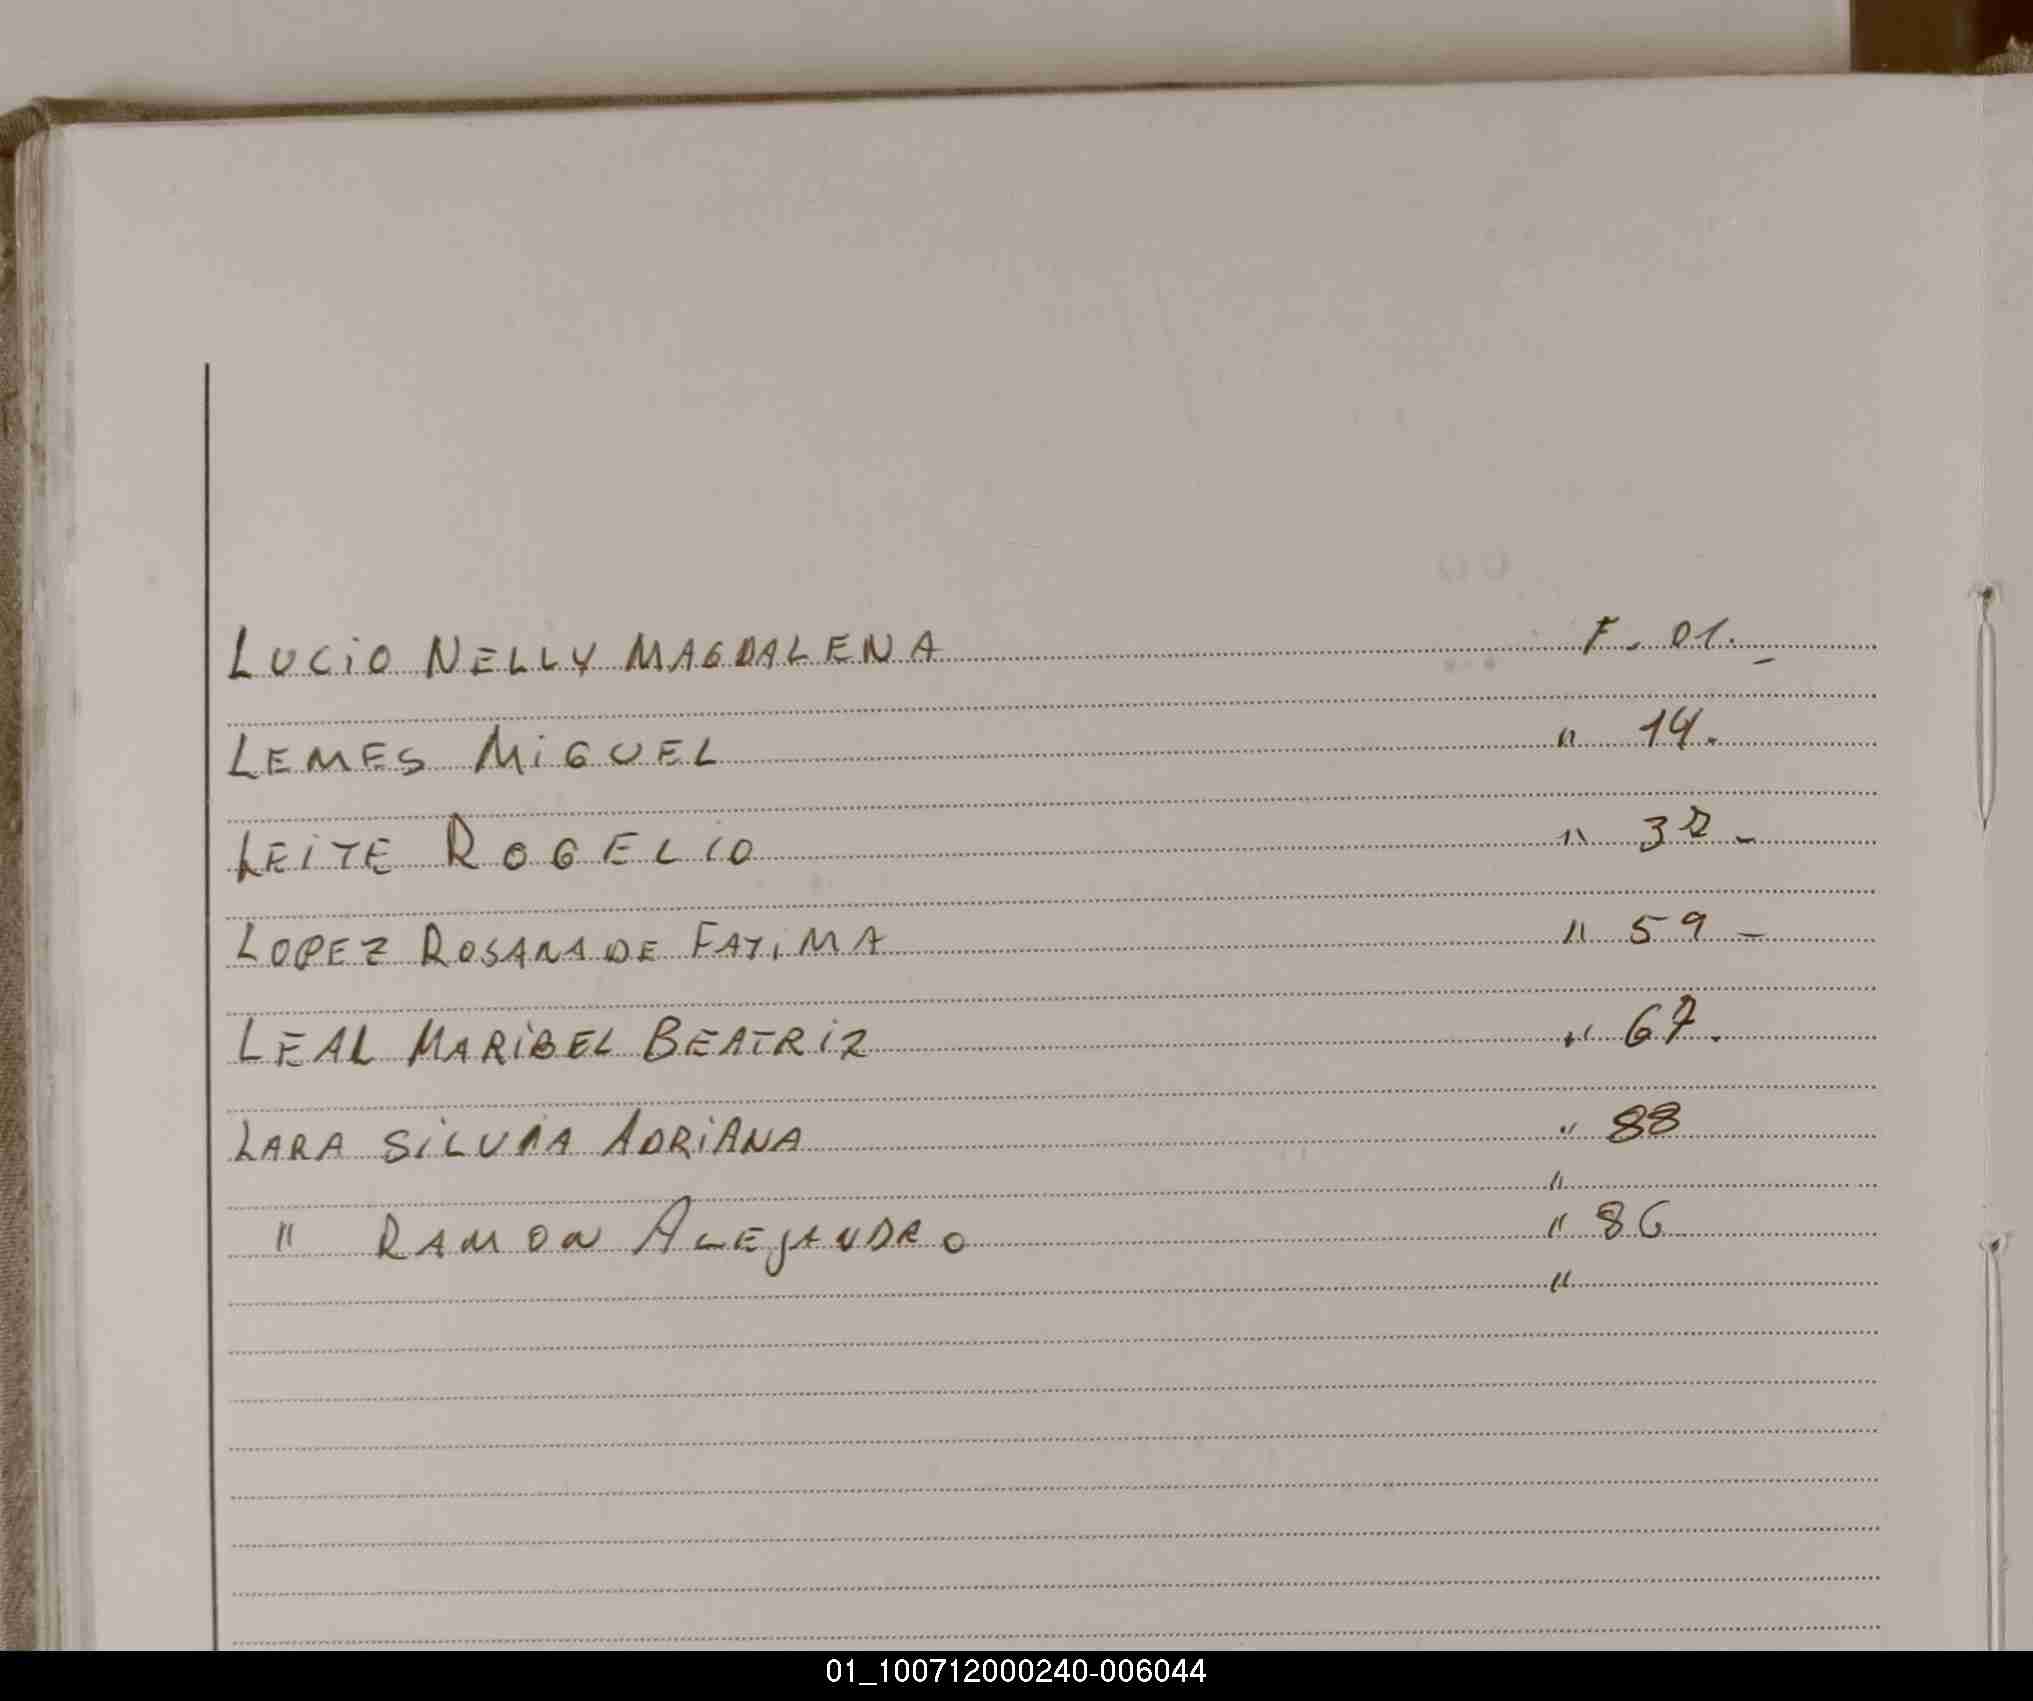 LUCIO NELLY MAGDALENA F. 01. -
LEMES MIGUEL " 14.
LEITE ROGELIO " 32 -
LOPEZ ROSANA DE FATIMA " 59 -
LEAL MARIBEL BEATRIZ " 67.
LARA SILVIA ADRIANA " 88
"
" RAMON ALEJANDRO " 86
"
01_100712000240-006044